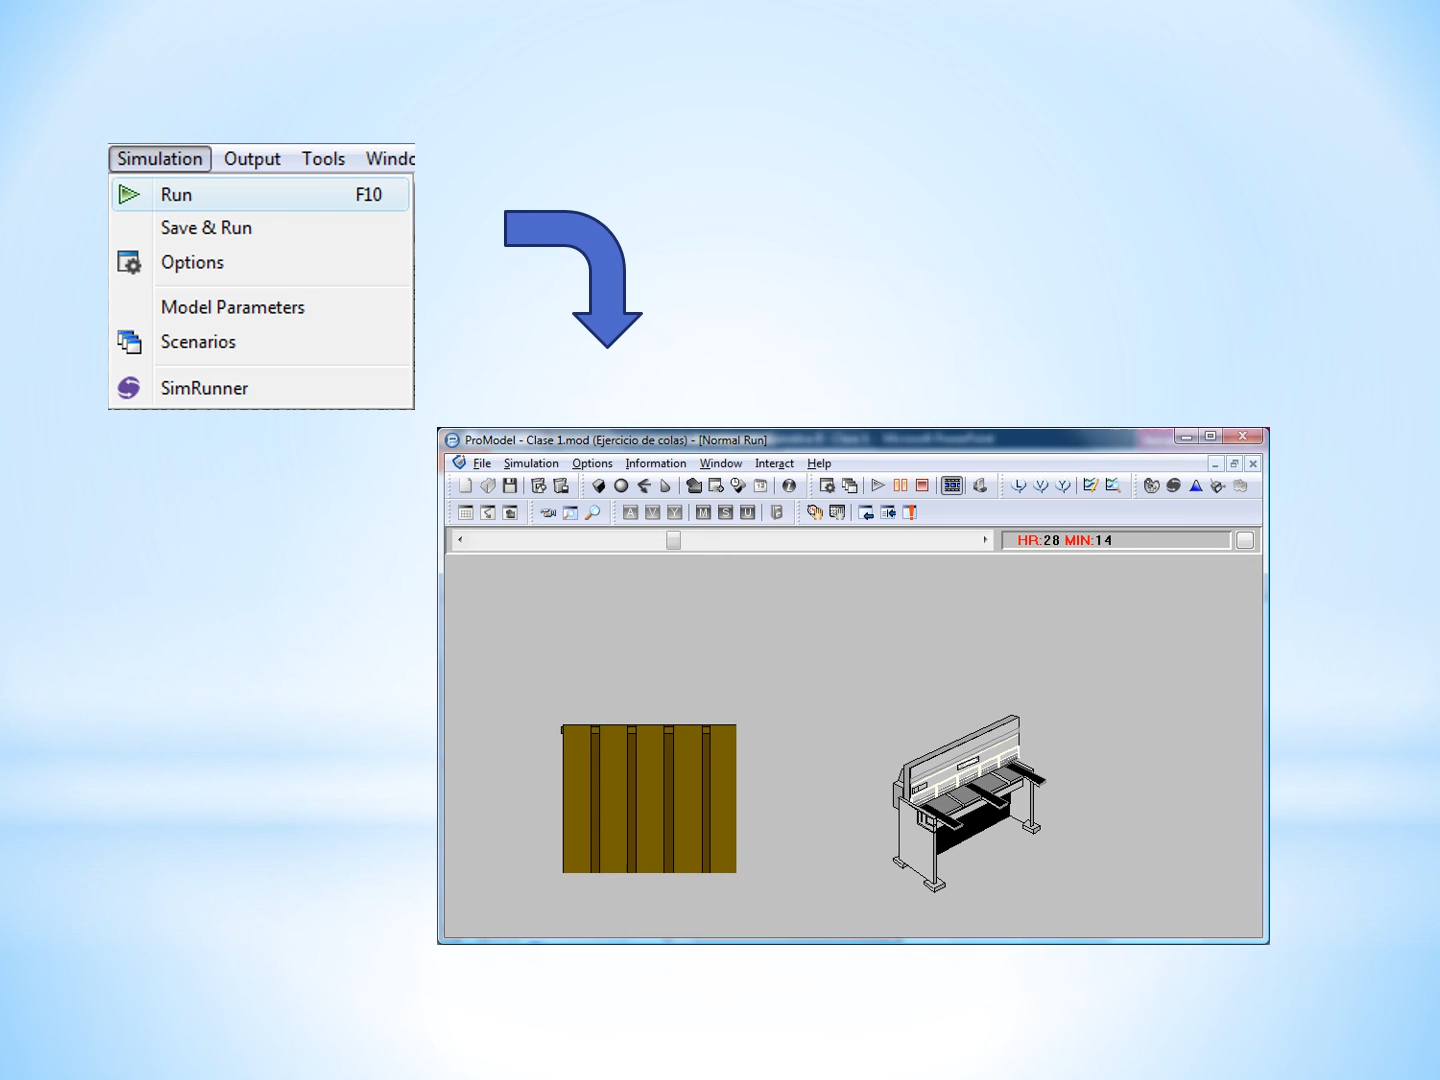 Simulation Output Tools Windo
Run F10
Save & Run
Options
Model Parameters
Scenarios
SimRunner
ProModel - Clase 1.mod (Ejercicio de colas) - [Normal Run]
File Simulation Options Information Window Interact Help
HR:28 MIN:14